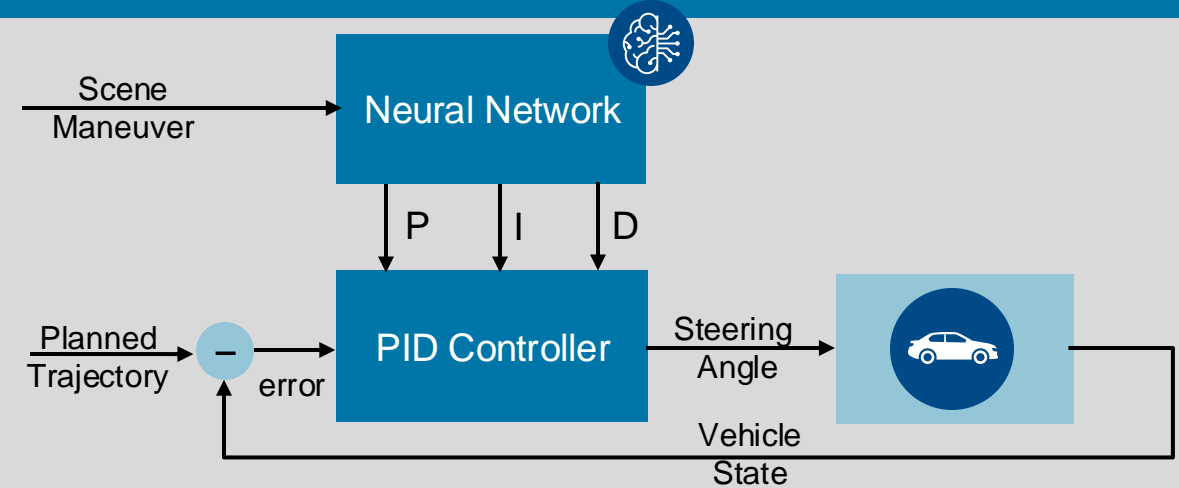 Scene
Maneuver
Neural Network
P
I
D
Planned
Trajectory
–
error
PID Controller
Steering
Angle
Vehicle
State